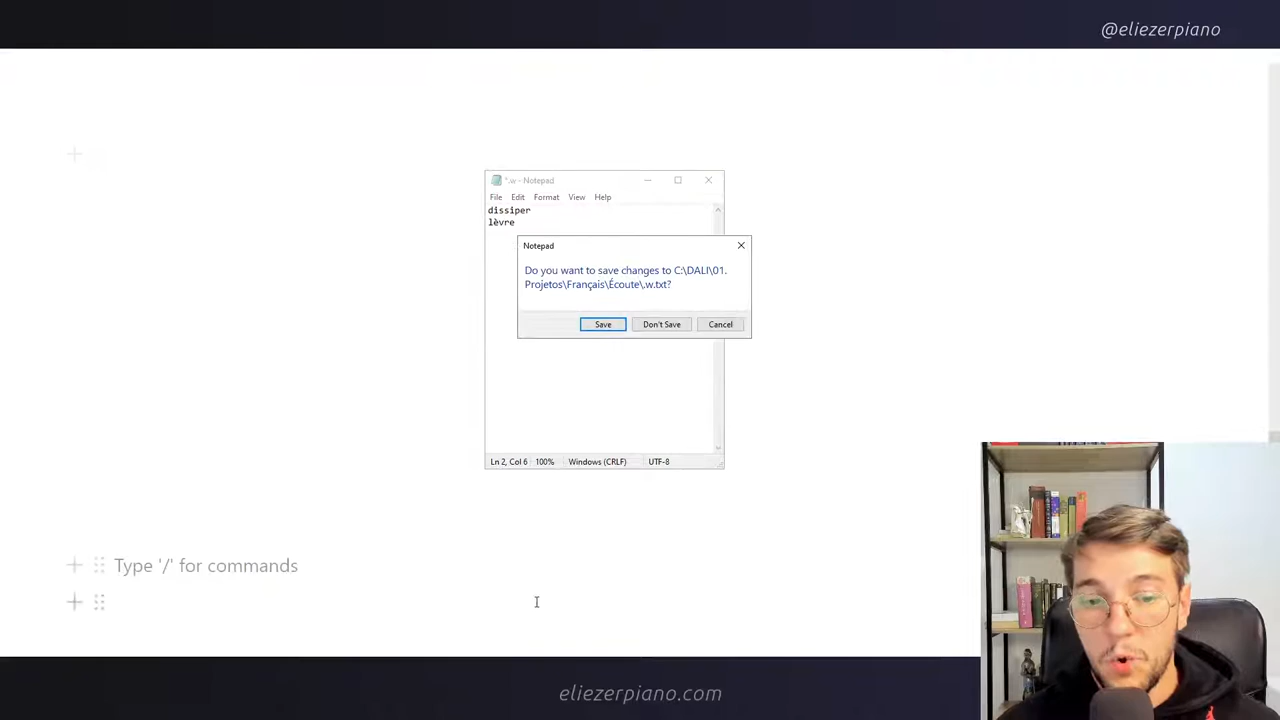 @eliezerpiano
*.w - Notepad
File Edit Format View Help
dissiper
lèvre
Notepad
Do you want to save changes to C:\DALI\01.
Projetos\Français\Écoute\.w.txt?
Save Don't Save Cancel
Ln 2, Col 6 100% Windows (CRLF) UTF-8
Type '/' for commands
eliezerpiano.com